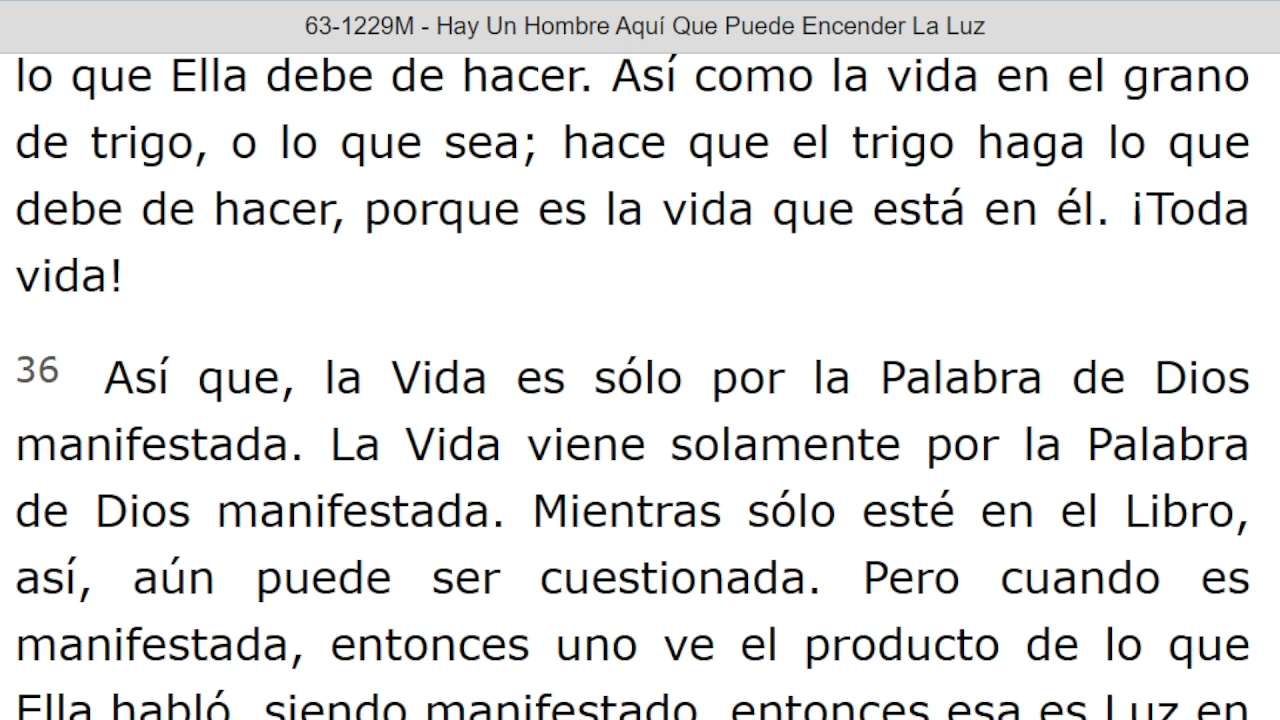 63-1229M - Hay Un Hombre Aquí Que Puede Encender La Luz
lo que Ella debe de hacer. Así como la vida en el grano
de trigo, o lo que sea; hace que el trigo haga lo que
debe de hacer, porque es la vida que está en él. ¡Toda
vida!
36 Así que, la Vida es sólo por la Palabra de Dios
manifestada. La Vida viene solamente por la Palabra
de Dios manifestada. Mientras sólo esté en el Libro,
así, aún puede ser cuestionada. Pero cuando es
manifestada, entonces uno ve el producto de lo que
Ella habló, siendo manifestado, entonces esa es Luz en